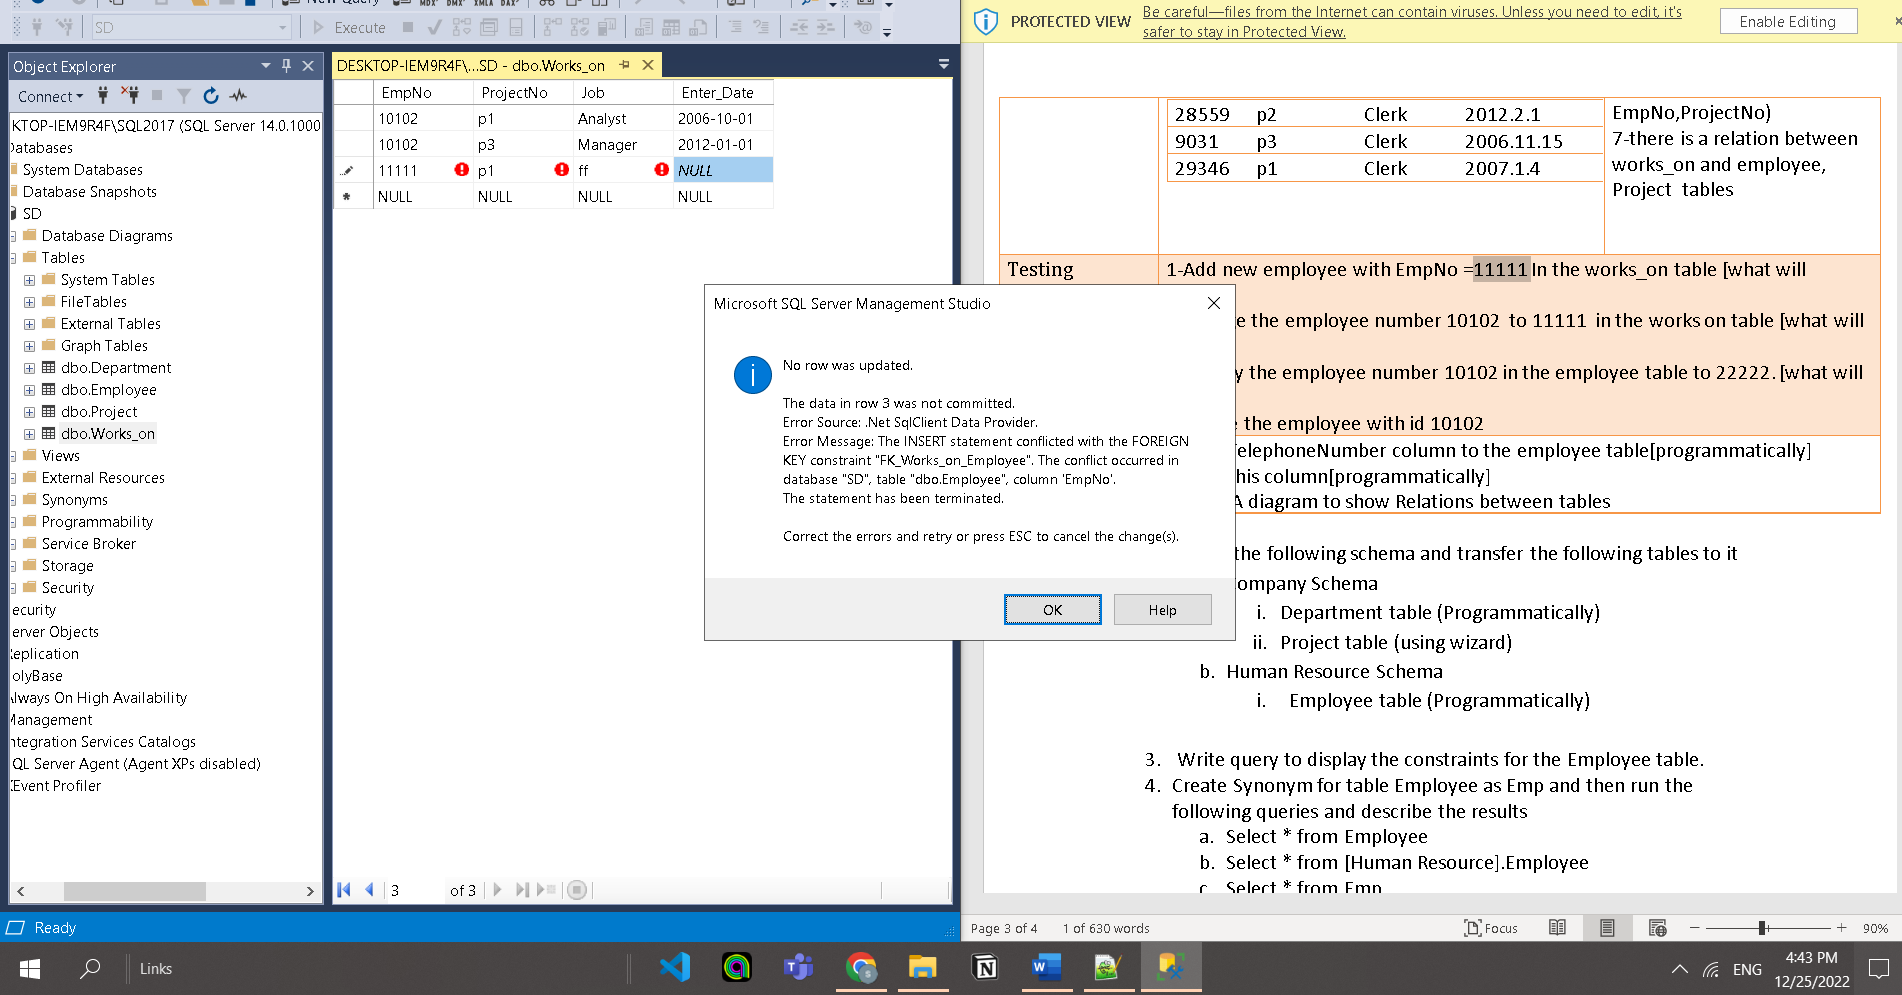 New Query
MDX DMX XMLA DAX
SD
Execute
Object Explorer
Connect
KTOP-IEM9R4F\SQL2017 (SQL Server 14.0.1000
Databases
System Databases
Database Snapshots
SD
Database Diagrams
Tables
System Tables
FileTables
External Tables
Graph Tables
dbo.Department
dbo.Employee
dbo.Project
dbo.Works_on
Views
External Resources
Synonyms
Programmability
Service Broker
Storage
Security
ecurity
erver Objects
eplication
olyBase
lways On High Availability
Management
ntegration Services Catalogs
QL Server Agent (Agent XPs disabled)
XEvent Profiler
DESKTOP-IEM9R4F\...SD - dbo.Works_on
EmpNo ProjectNo Job Enter_Date
10102 p1 Analyst 2006-10-01
10102 p3 Manager 2012-01-01
11111 p1 ff NULL
NULL NULL NULL NULL
3 of 3
Ready
Microsoft SQL Server Management Studio
No row was updated.
The data in row 3 was not committed.
Error Source: .Net SqlClient Data Provider.
Error Message: The INSERT statement conflicted with the FOREIGN
KEY constraint "FK_Works_on_Employee". The conflict occurred in
database "SD", table "dbo.Employee", column 'EmpNo'.
The statement has been terminated.
Correct the errors and retry or press ESC to cancel the change(s).
OK Help
PROTECTED VIEW Be careful—files from the Internet can contain viruses. Unless you need to edit, it's
safer to stay in Protected View.
Enable Editing
28559 p2 Clerk 2012.2.1
9031 p3 Clerk 2006.11.15
29346 p1 Clerk 2007.1.4
EmpNo,ProjectNo)
7-there is a relation between
works_on and employee,
Project tables
Testing 1-Add new employee with EmpNo =11111 In the works_on table [what will
e the employee number 10102 to 11111 in the works on table [what will
y the employee number 10102 in the employee table to 22222. [what will
e the employee with id 10102
elephoneNumber column to the employee table[programmatically]
his column[programmatically]
A diagram to show Relations between tables
the following schema and transfer the following tables to it
ompany Schema
i. Department table (Programmatically)
ii. Project table (using wizard)
b. Human Resource Schema
i. Employee table (Programmatically)
3. Write query to display the constraints for the Employee table.
4. Create Synonym for table Employee as Emp and then run the
following queries and describe the results
a. Select * from Employee
b. Select * from [Human Resource].Employee
c. Select * from Emp
Page 3 of 4 1 of 630 words Focus 90%
Links
ENG
4:43 PM
12/25/2022